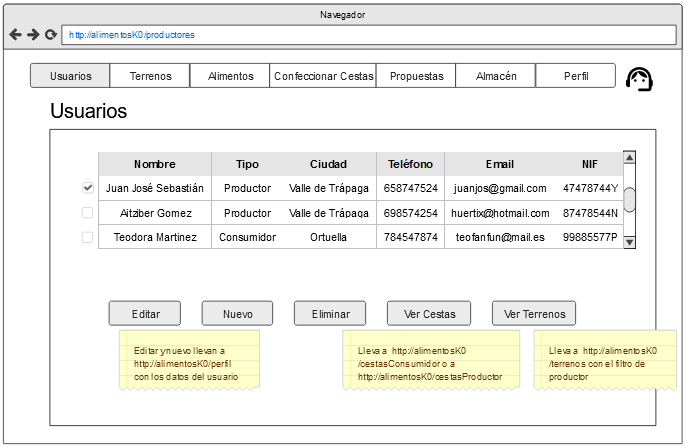 Navegador
http://alimentosK0/productores
Usuarios Terrenos Alimentos Confeccionar Cestas Propuestas Almacén Perfil
Usuarios
Nombre Tipo Ciudad Teléfono Email NIF
Juan José Sebastián Productor Valle de Trápaga 658747524 juanjos@gmail.com 47478744Y
Aitziber Gomez Productor Valle de Trápaga 698574254 huertix@hotmail.com 87478544N
Teodora Martinez Consumidor Ortuella 784547874 teofanfun@mail.es 99885577P
Editar Nuevo Eliminar Ver Cestas Ver Terrenos
Editar y nuevo llevan a
http://alimentosK0/perfil
con los datos del usuario
Lleva a http://alimentosK0
/cestasConsumidor o a
http://alimentosK0/cestasProductor
Lleva a http://alimentosK0
/terrenos con el filtro de
productor